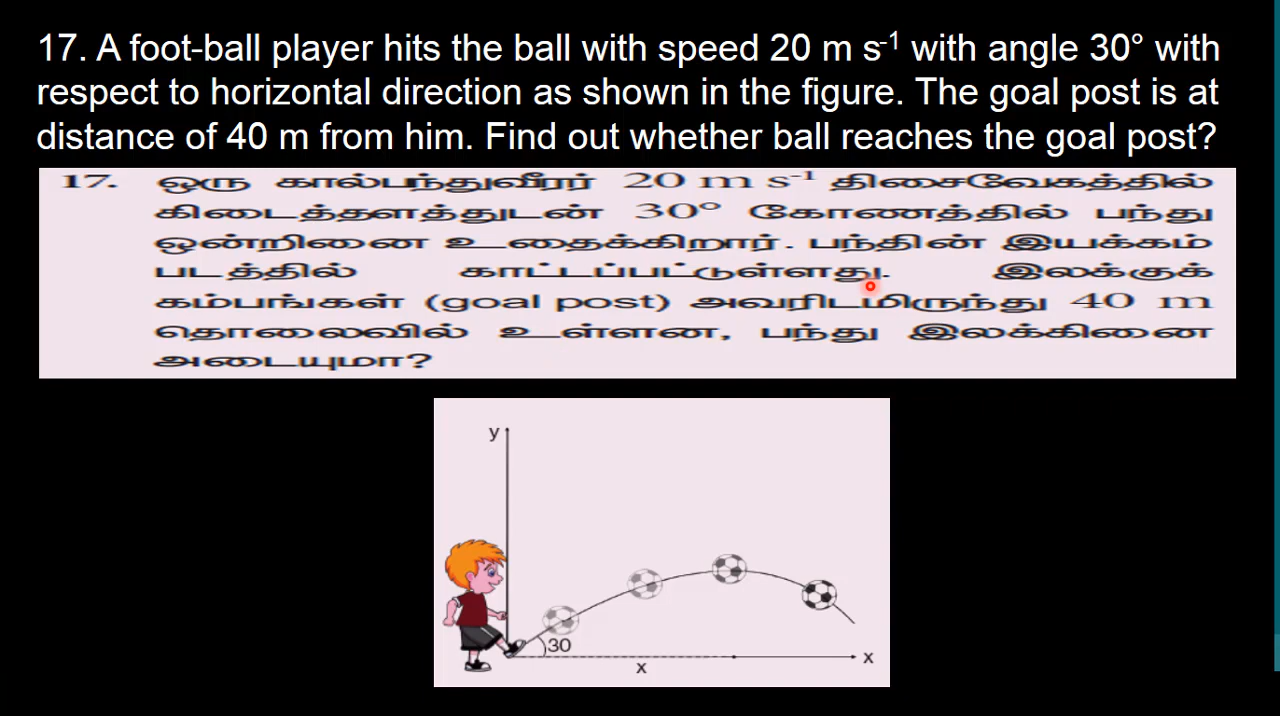 17. A foot-ball player hits the ball with speed 20 m s⁻¹ with angle 30° with
respect to horizontal direction as shown in the figure. The goal post is at
distance of 40 m from him. Find out whether ball reaches the goal post?
17. ஒரு கால்பந்துவீரர் 20 m s⁻¹ திசைவேகத்தில்
கிடைத்தளத்துடன் 30° கோணத்தில் பந்து
ஒன்றினை உதைக்கிறார். பந்தின் இயக்கம்
படத்தில் காட்டப்பட்டுள்ளது. இலக்குக்
கம்பங்கள் (goal post) அவரிடமிருந்து 40 m
தொலைவில் உள்ளன, பந்து இலக்கினை
அடையுமா?
y
30
x
x